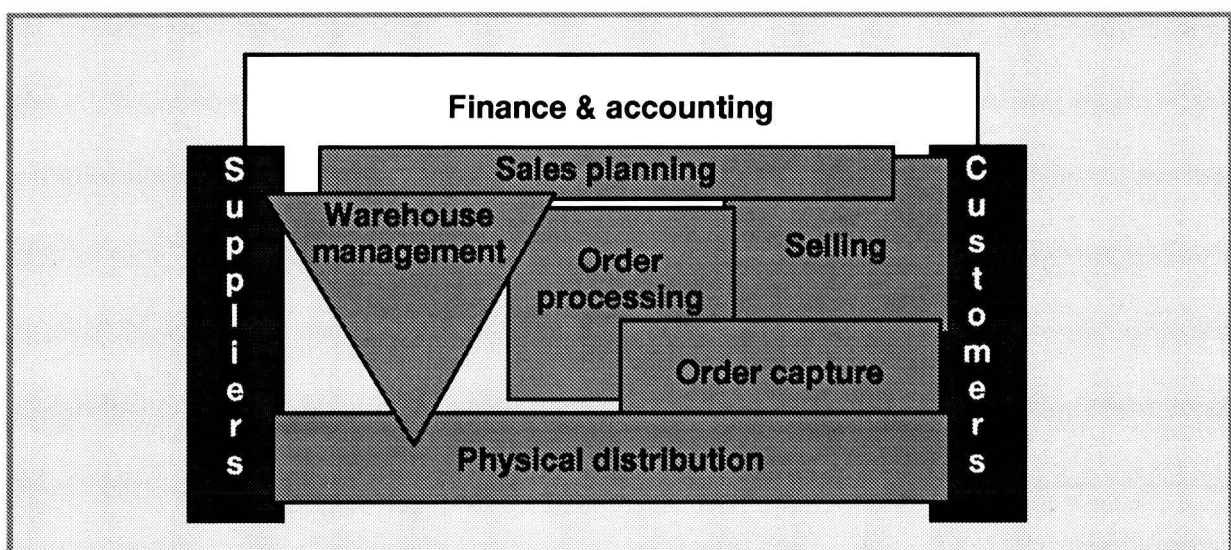 Finance & accounting
Suppliers
Sales planning
Customers
Warehouse
management
Selling
Order
processing
Order capture
Physical distribution